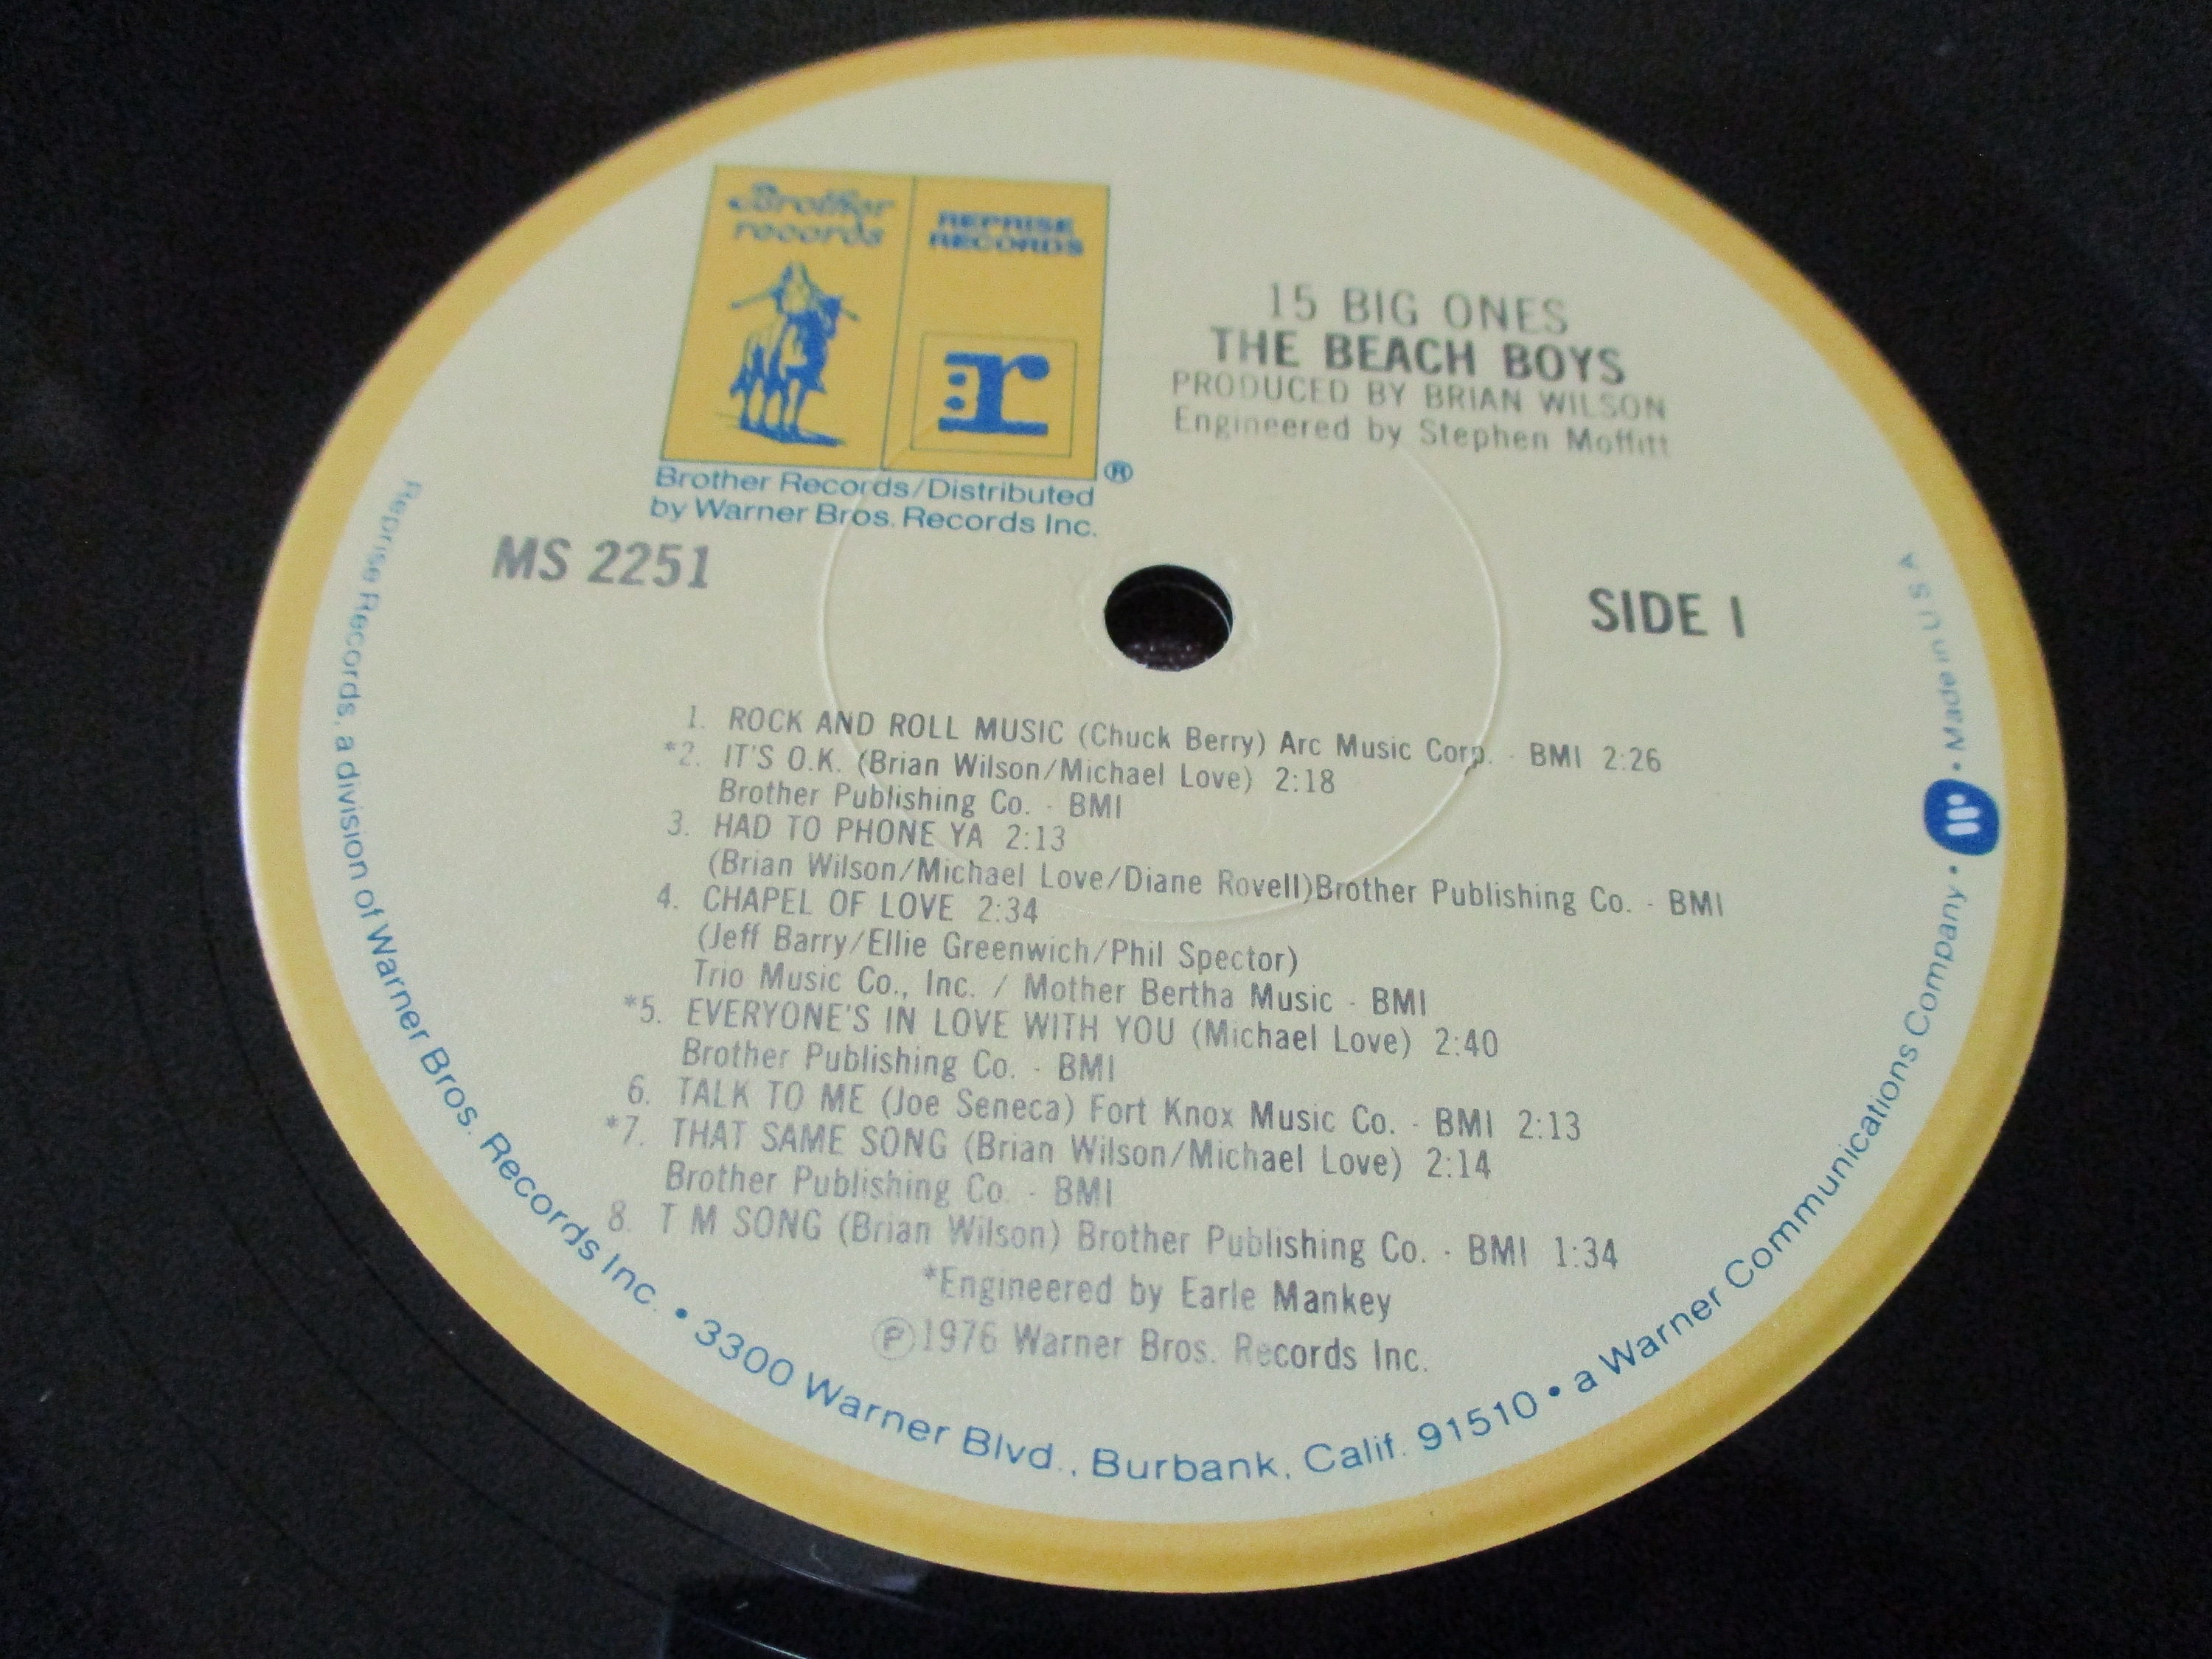 Brother
records
REPRISE
RECORDS
r
®
Brother Records/Distributed
by Warner Bros. Records Inc.
15 BIG ONES
THE BEACH BOYS
PRODUCED BY BRIAN WILSON
Engineered by Stephen Moffitt
MS 2251
SIDE 1
1. ROCK AND ROLL MUSIC (Chuck Berry) Arc Music Corp. - BMI 2:26
*2. IT'S O.K. (Brian Wilson/Michael Love) 2:18
Brother Publishing Co. - BMI
3. HAD TO PHONE YA 2:13
(Brian Wilson/Michael Love/Diane Rovell)Brother Publishing Co. - BMI
4. CHAPEL OF LOVE 2:34
(Jeff Barry/Ellie Greenwich/Phil Spector)
Trio Music Co., Inc. / Mother Bertha Music - BMI
*5. EVERYONE'S IN LOVE WITH YOU (Michael Love) 2:40
Brother Publishing Co. - BMI
6. TALK TO ME (Joe Seneca) Fort Knox Music Co. - BMI 2:13
*7. THAT SAME SONG (Brian Wilson/Michael Love) 2:14
Brother Publishing Co. - BMI
8. T M SONG (Brian Wilson) Brother Publishing Co. - BMI 1:34
*Engineered by Earle Mankey
Ⓟ1976 Warner Bros. Records Inc.
Reprise Records, a division of Warner Bros. Records Inc. • 3300 Warner Blvd., Burbank, Calif. 91510 • a Warner Communications Company • W • Made in U S A